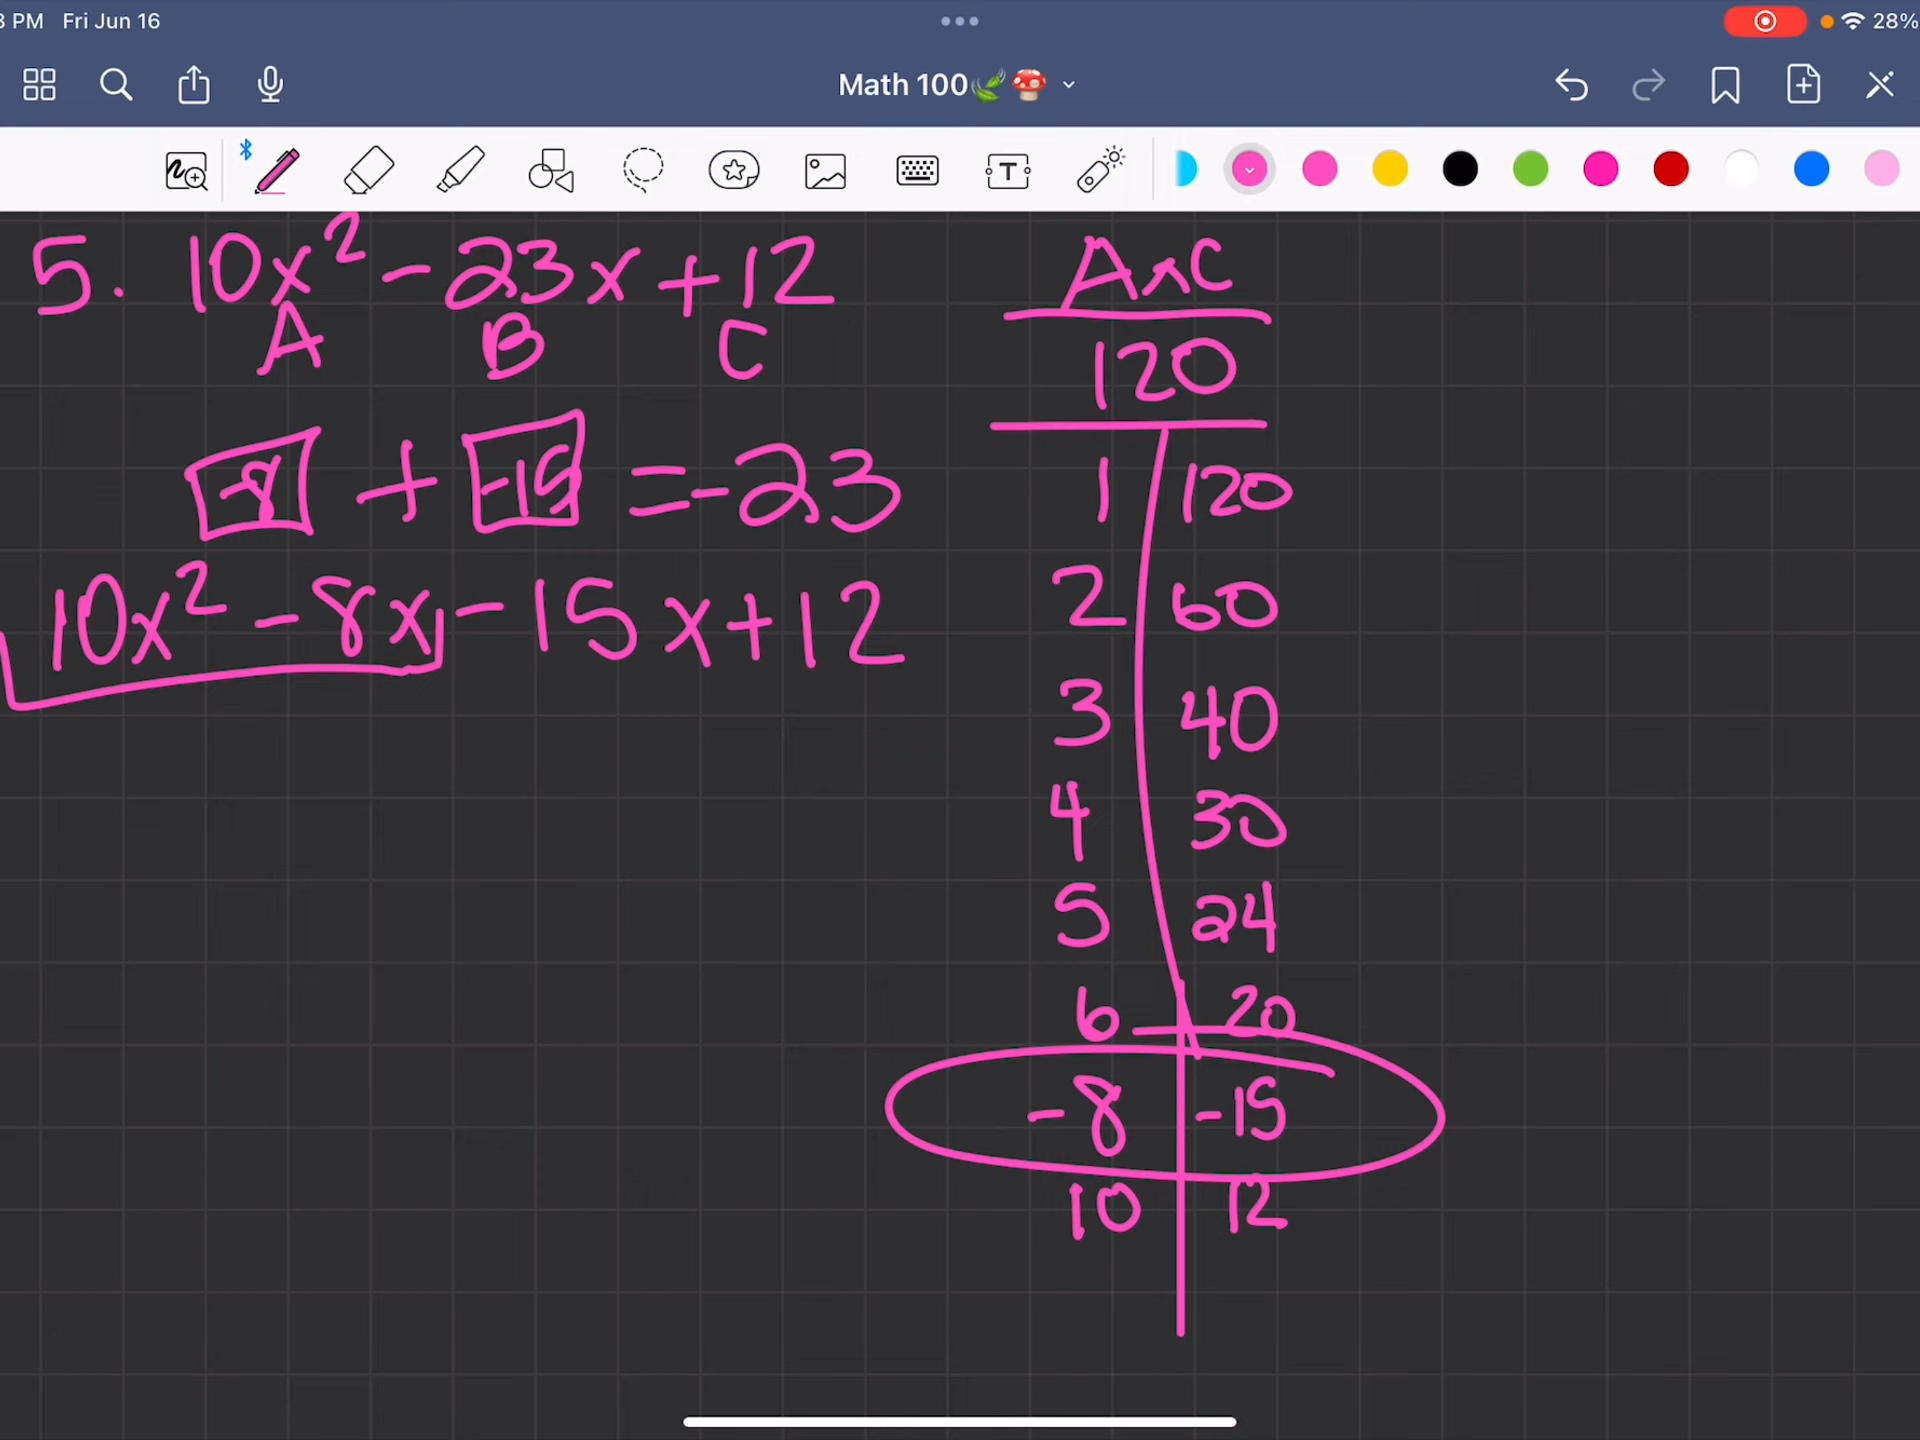 3 PM Fri Jun 16
28%
Math 100🌿🍄
T
5. 10x² - 23x + 12
A B C
-8 + -15 = -23
10x² - 8x - 15x + 12
A x C
120
1 120
2 60
3 40
4 30
5 24
6 20
-8 -15
10 12